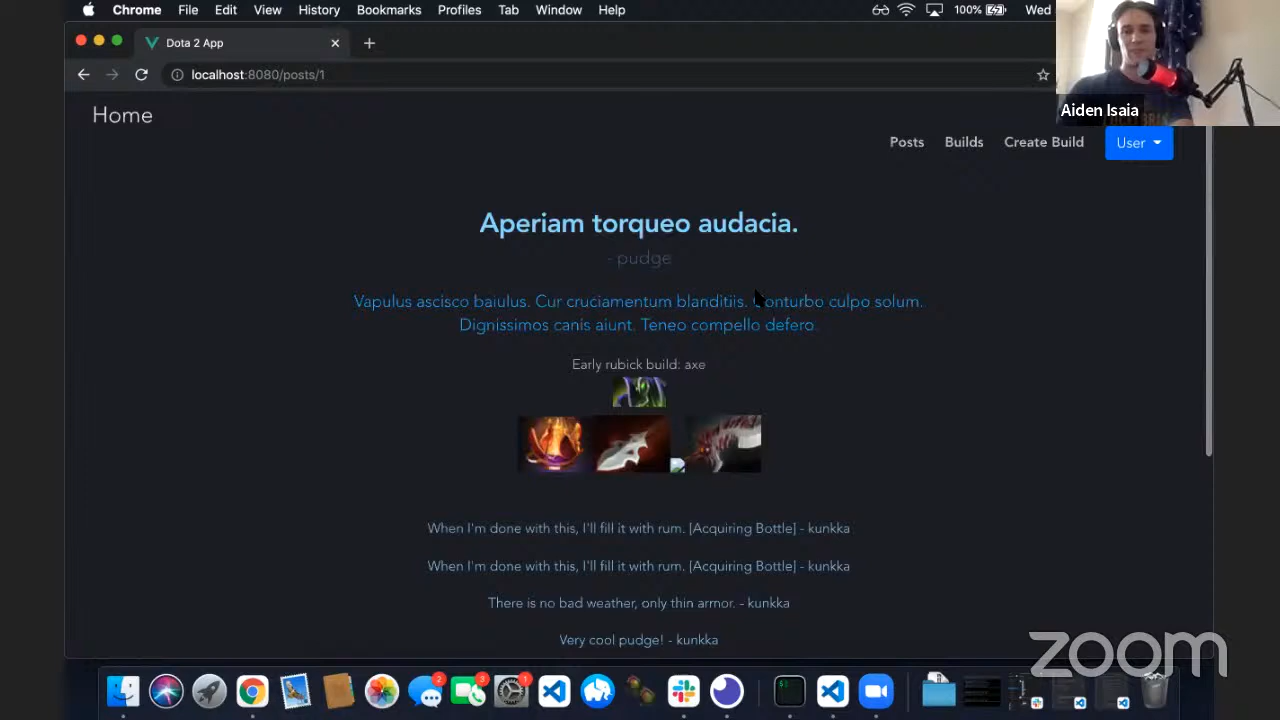 Chrome File Edit View History Bookmarks Profiles Tab Window Help 100% Wed
Dota 2 App
localhost:8080/posts/1
Aiden Isaia
Home
Posts Builds Create Build User
Aperiam torqueo audacia.
- pudge
Vapulus ascisco baiulus. Cur cruciamentum blanditiis. Conturbo culpo solum.
Dignissimos canis aiunt. Teneo compello defero.
Early rubick build: axe
When I'm done with this, I'll fill it with rum. [Acquiring Bottle] - kunkka
When I'm done with this, I'll fill it with rum. [Acquiring Bottle] - kunkka
There is no bad weather, only thin armor. - kunkka
Very cool pudge! - kunkka
zoom
2 3 1